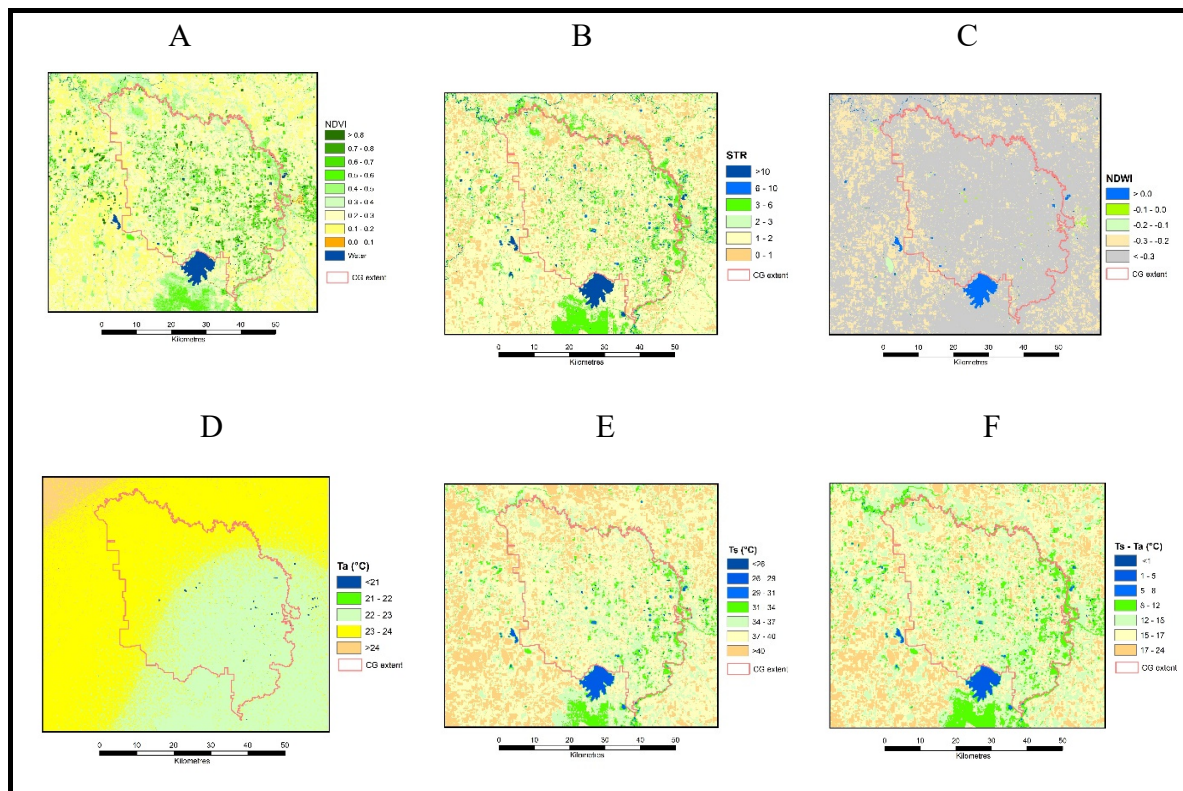 A
NDVI
> 0.8
0.7 - 0.8
0.6 - 0.7
0.5 - 0.6
0.4 - 0.5
0.3 - 0.4
0.2 - 0.3
0.1 - 0.2
0.0 - 0.1
Water
CG extent
0 10 20 30 40 50
Kilometres
B
STR
>10
6 - 10
3 - 6
2 - 3
1 - 2
0 - 1
CG extent
0 10 20 30 40 50
Kilometres
C
NDWI
> 0.0
-0.1 - 0.0
-0.2 - -0.1
-0.3 - -0.2
< -0.3
CG extent
0 10 20 30 40 50
Kilometres
D
Ta (°C)
<21
21 - 22
22 - 23
23 - 24
>24
CG extent
0 10 20 30 40 50
Kilometres
E
Ts (°C)
<26
26 - 29
29 - 31
31 - 34
34 - 37
37 - 40
>40
CG extent
0 10 20 30 40 50
Kilometres
F
Ts - Ta (°C)
<1
1 - 5
5 - 8
8 - 12
12 - 15
15 - 17
17 - 24
CG extent
0 10 20 30 40 50
Kilometres